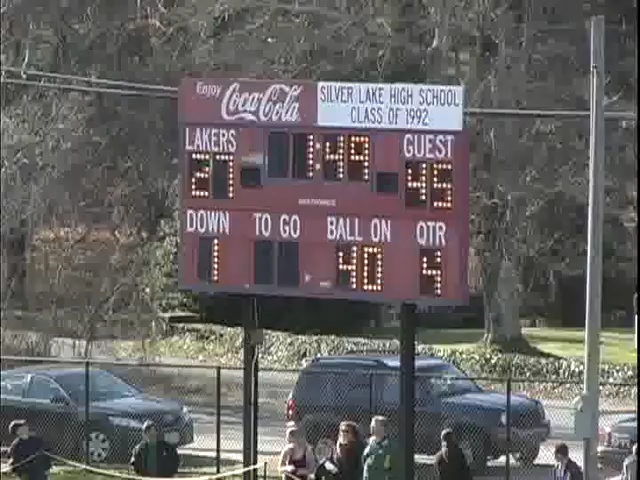 Enjoy Coca-Cola
SILVER LAKE HIGH SCHOOL
CLASS OF 1992
LAKERS 1:49 GUEST
27 45
DOWN TO GO BALL ON QTR
1 40 4